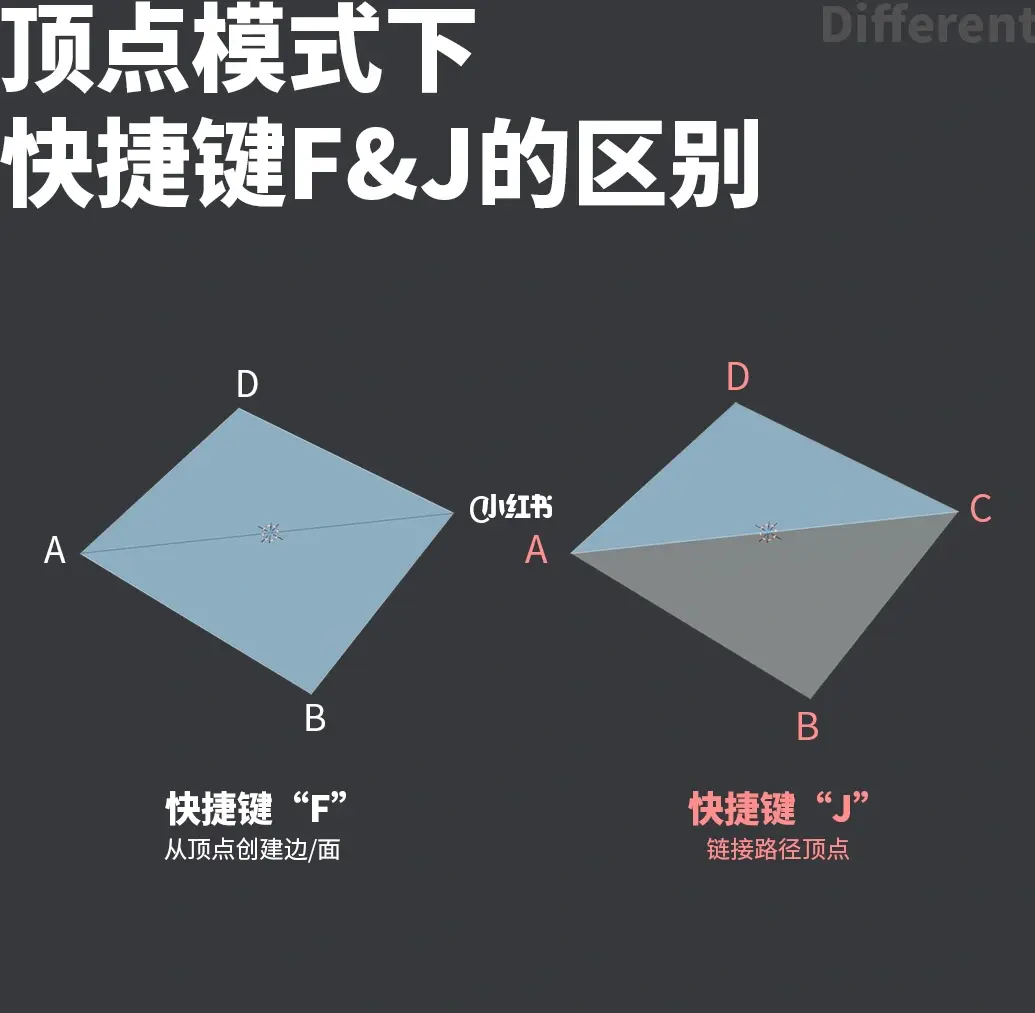 Different
顶点模式下
快捷键F&J的区别
D
A
C
小红书
B
D
A
C
B
快捷键“F”
从顶点创建边/面
快捷键“J”
链接路径顶点